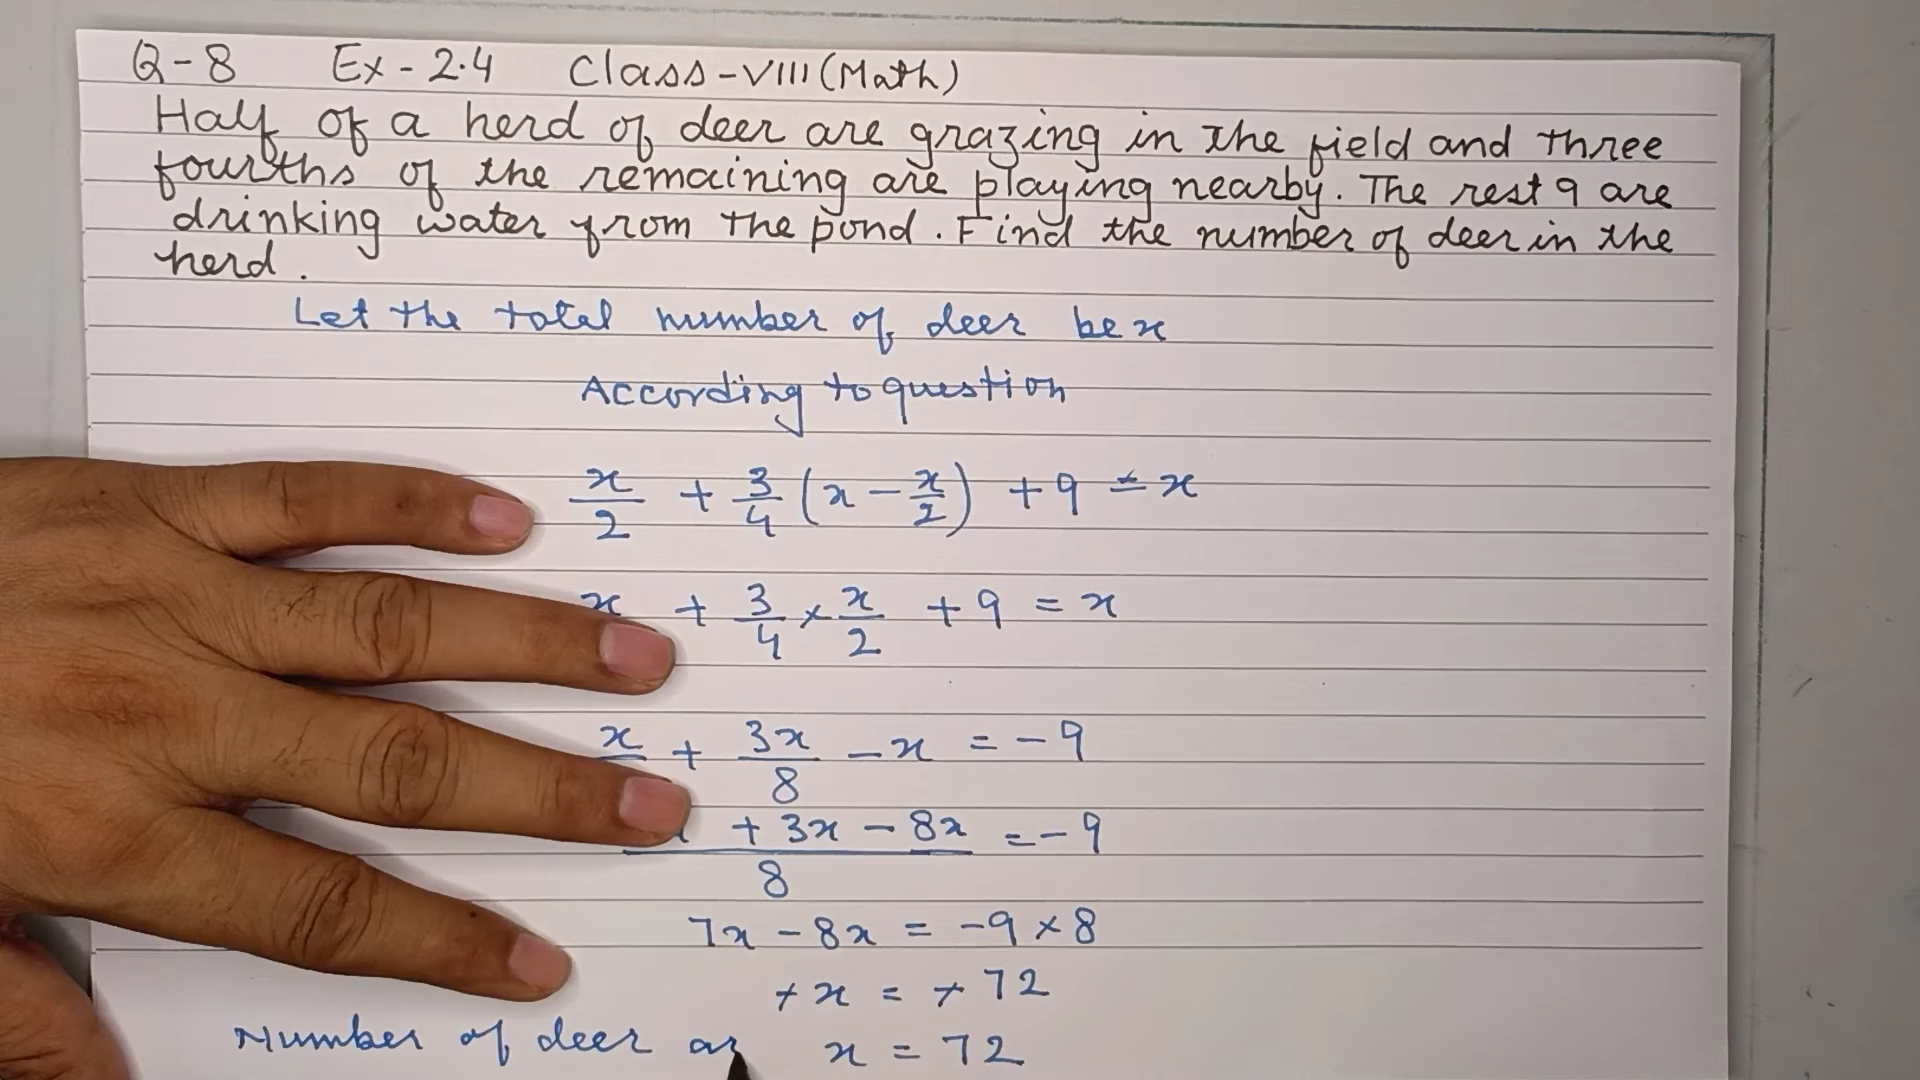 Q-8 Ex-2.4 Class-VIII (Math)
Half of a herd of deer are grazing in the field and three
fourths of the remaining are playing nearby. The rest 9 are
drinking water from the pond. Find the number of deer in the
herd.
Let the total number of deer be x
According to question
x/2 + 3/4 (x - x/2) + 9 = x
x + 3/4 × x/2 + 9 = x
x + 3x/8 - x = -9
+ 3x - 8x / 8 = -9
7x - 8x = -9 × 8
+ x = + 72
Number of deer x = 72